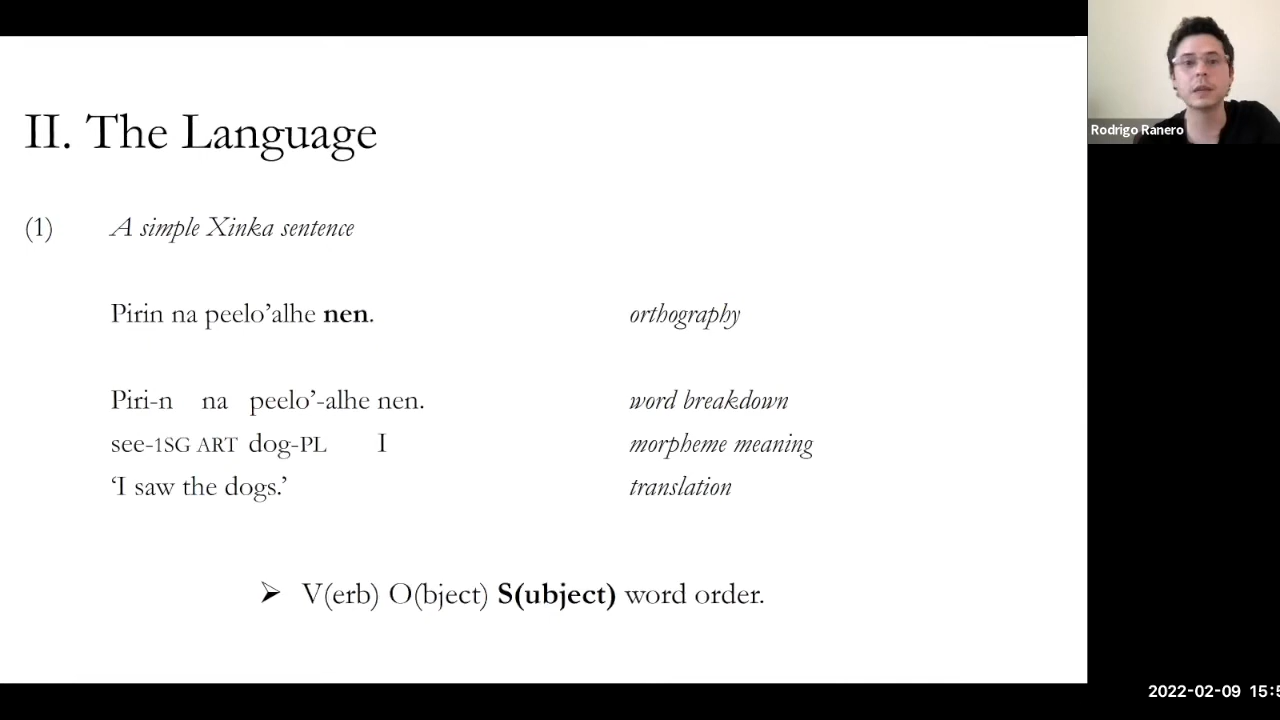 II. The Language
(1) A simple Xinka sentence
Pirin na peelo’alhe nen. orthography
Piri-n na peelo’-alhe nen. word breakdown
see-1SG ART dog-PL I morpheme meaning
‘I saw the dogs.’ translation
➢ V(erb) O(bject) S(ubject) word order.
Rodrigo Ranero
2022-02-09 15:5